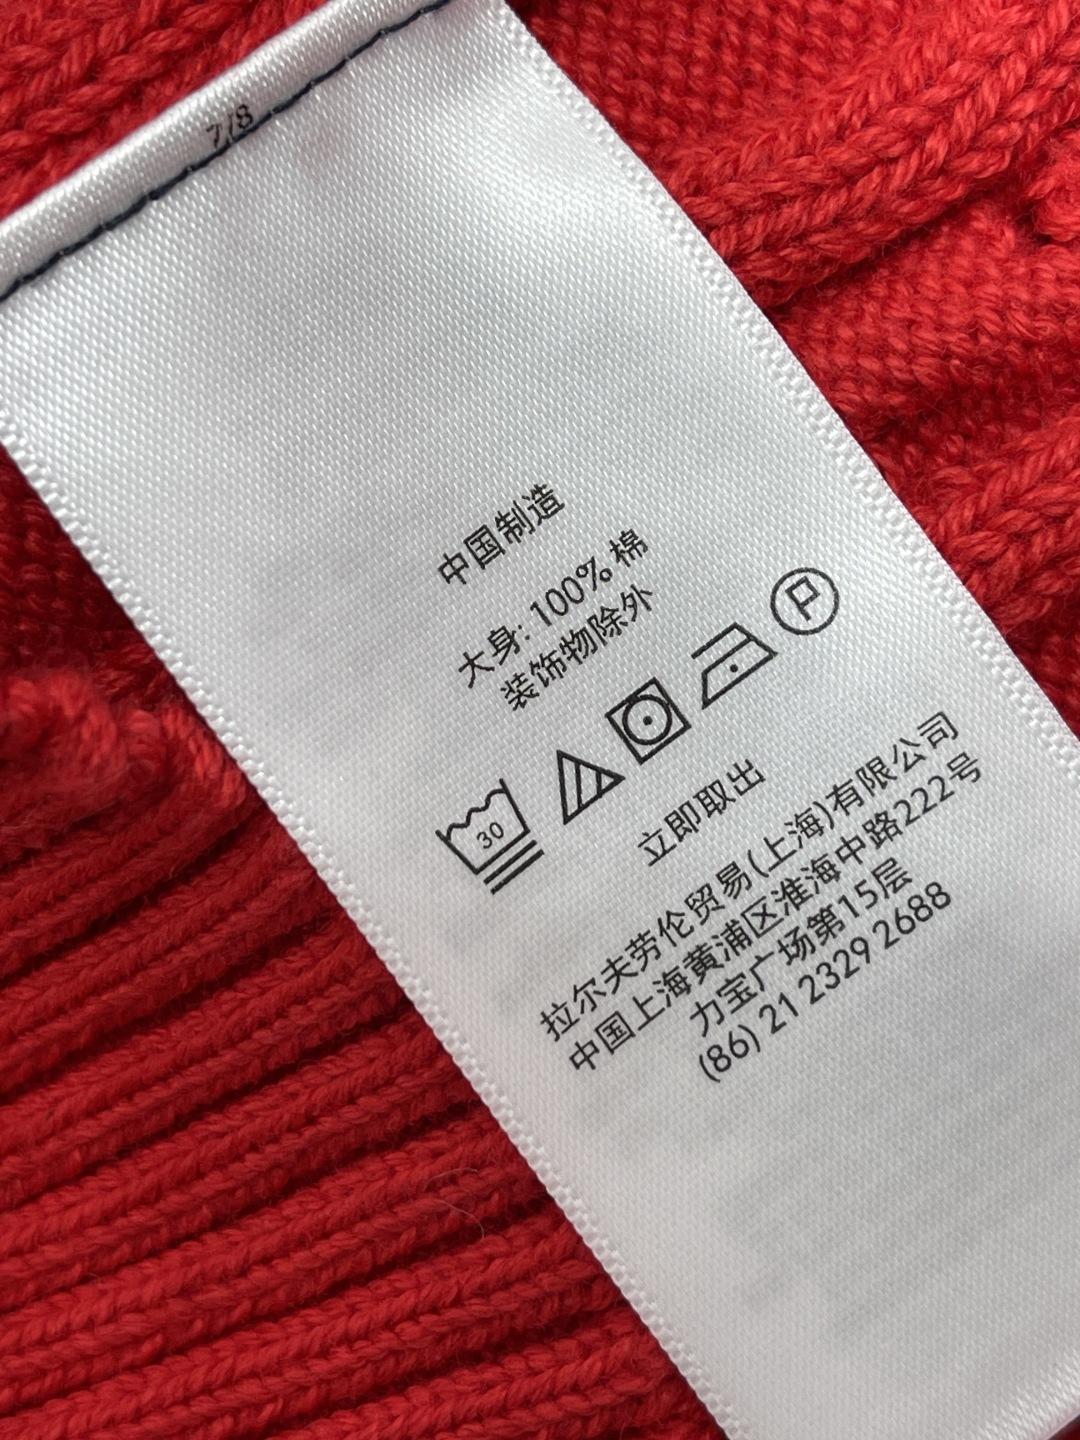 7/8
中国制造
大身: 100% 棉
装饰物除外
30
P
立即取出
拉尔夫劳伦贸易(上海)有限公司
中国上海黄浦区淮海中路222号
力宝广场第15层
(86) 21 2329 2688